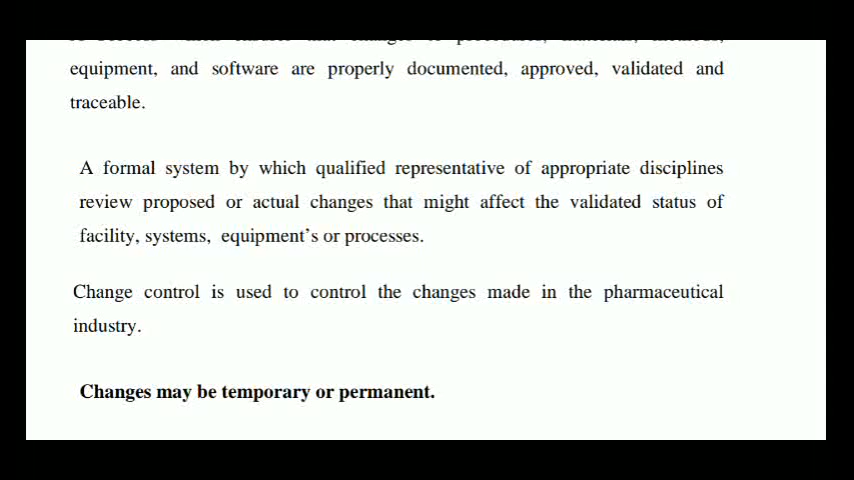 equipment, and software are properly documented, approved, validated and
traceable.
A formal system by which qualified representative of appropriate disciplines
review proposed or actual changes that might affect the validated status of
facility, systems, equipment's or processes.
Change control is used to control the changes made in the pharmaceutical
industry.
Changes may be temporary or permanent.